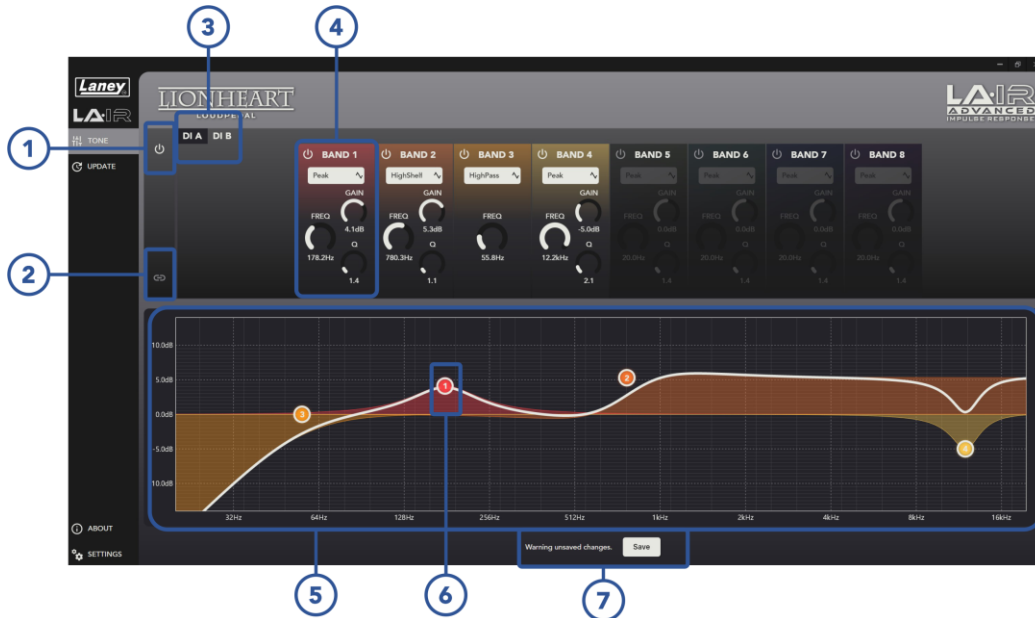 3
4
Laney
LA·IR
LIONHEART
LOUDPEDAL
LA·IR
ADVANCED
IMPULSE RESPONSE
1
TONE
DI A DI B
UPDATE
BAND 1 BAND 2 BAND 3 BAND 4 BAND 5 BAND 6 BAND 7 BAND 8
Peak HighShelf HighPass Peak Peak Peak Peak Peak
GAIN GAIN GAIN GAIN GAIN GAIN GAIN
FREQ FREQ FREQ FREQ FREQ FREQ FREQ FREQ
4.1dB 5.3dB -5.0dB 0.0dB 0.0dB 0.0dB 0.0dB
Q Q Q Q Q Q Q
178.2Hz 780.3Hz 55.8Hz 12.2kHz 20.0Hz 20.0Hz 20.0Hz 20.0Hz
1.4 1.1 2.1 1.4 1.4 1.4 1.4
2
10.0dB
5.0dB
0.0dB
-5.0dB
10.0dB
3
1
2
4
32Hz 64Hz 128Hz 256Hz 512Hz 1kHz 2kHz 4kHz 8kHz 16kHz
ABOUT
SETTINGS
Warning unsaved changes. Save
5
6
7